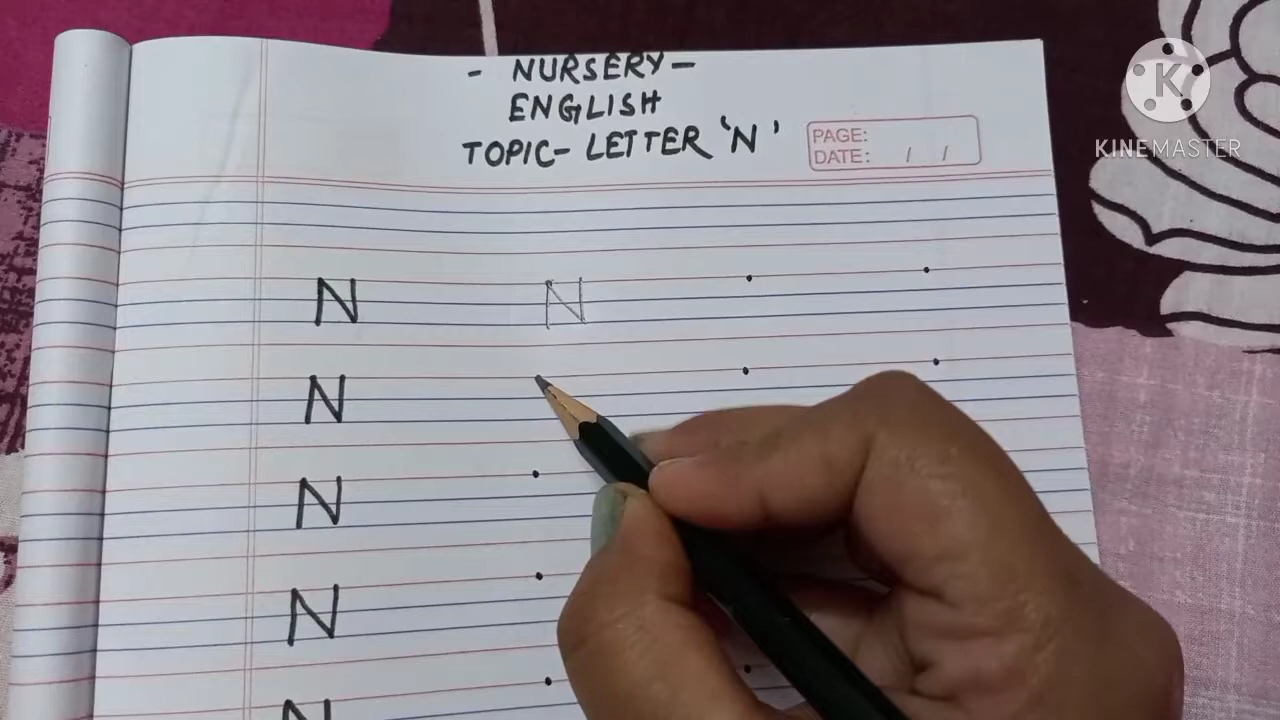 - NURSERY -
ENGLISH
TOPIC- LETTER 'N'
PAGE:
DATE: / /
K
KINEMASTER
N N
N
N
N
N